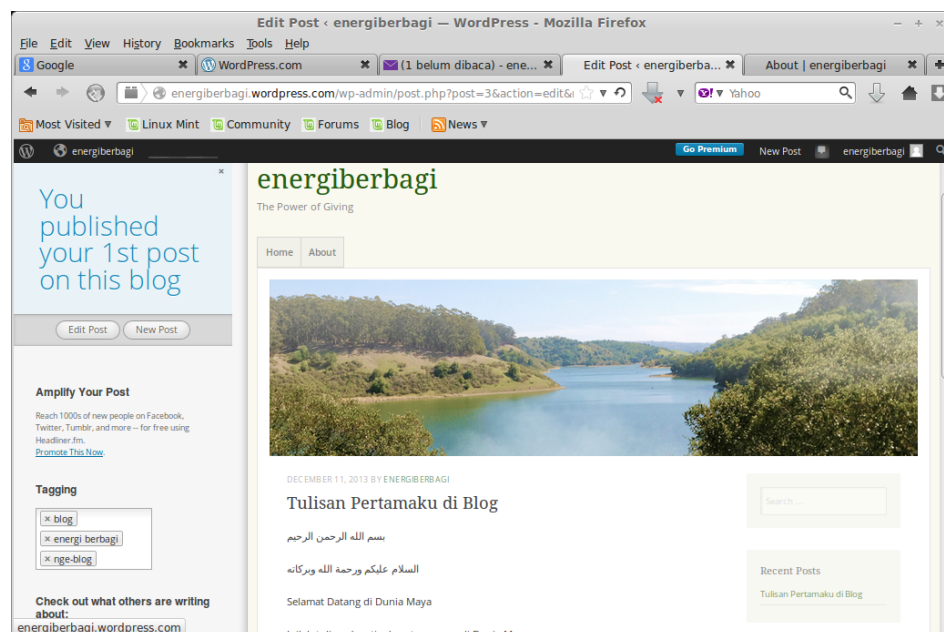 Edit Post ‹ energiberbagi — WordPress - Mozilla Firefox
File Edit View History Bookmarks Tools Help
Google
WordPress.com
(1 belum dibaca) - ene...
Edit Post ‹ energiberba...
About | energiberbagi
energiberbagi.wordpress.com/wp-admin/post.php?post=3&action=edit&
Yahoo
Most Visited
Linux Mint
Community
Forums
Blog
News
energiberbagi
Go Premium
New Post
energiberbagi
You
published
your 1st post
on this blog
Edit Post
New Post
Amplify Your Post
Reach 1000s of new people on Facebook,
Twitter, Tumblr, and more -- for free using
Headliner.fm.
Promote This Now.
Tagging
× blog
× energi berbagi
× nge-blog
Check out what others are writing
about:
energiberbagi.wordpress.com
energiberbagi
The Power of Giving
Home
About
DECEMBER 11, 2013 BY ENERGIBERBAGI
Tulisan Pertamaku di Blog
بسم الله الرحمن الرحيم
السلام عليكم ورحمة الله وبركاته
Selamat Datang di Dunia Maya
Search ...
Recent Posts
Tulisan Pertamaku di Blog